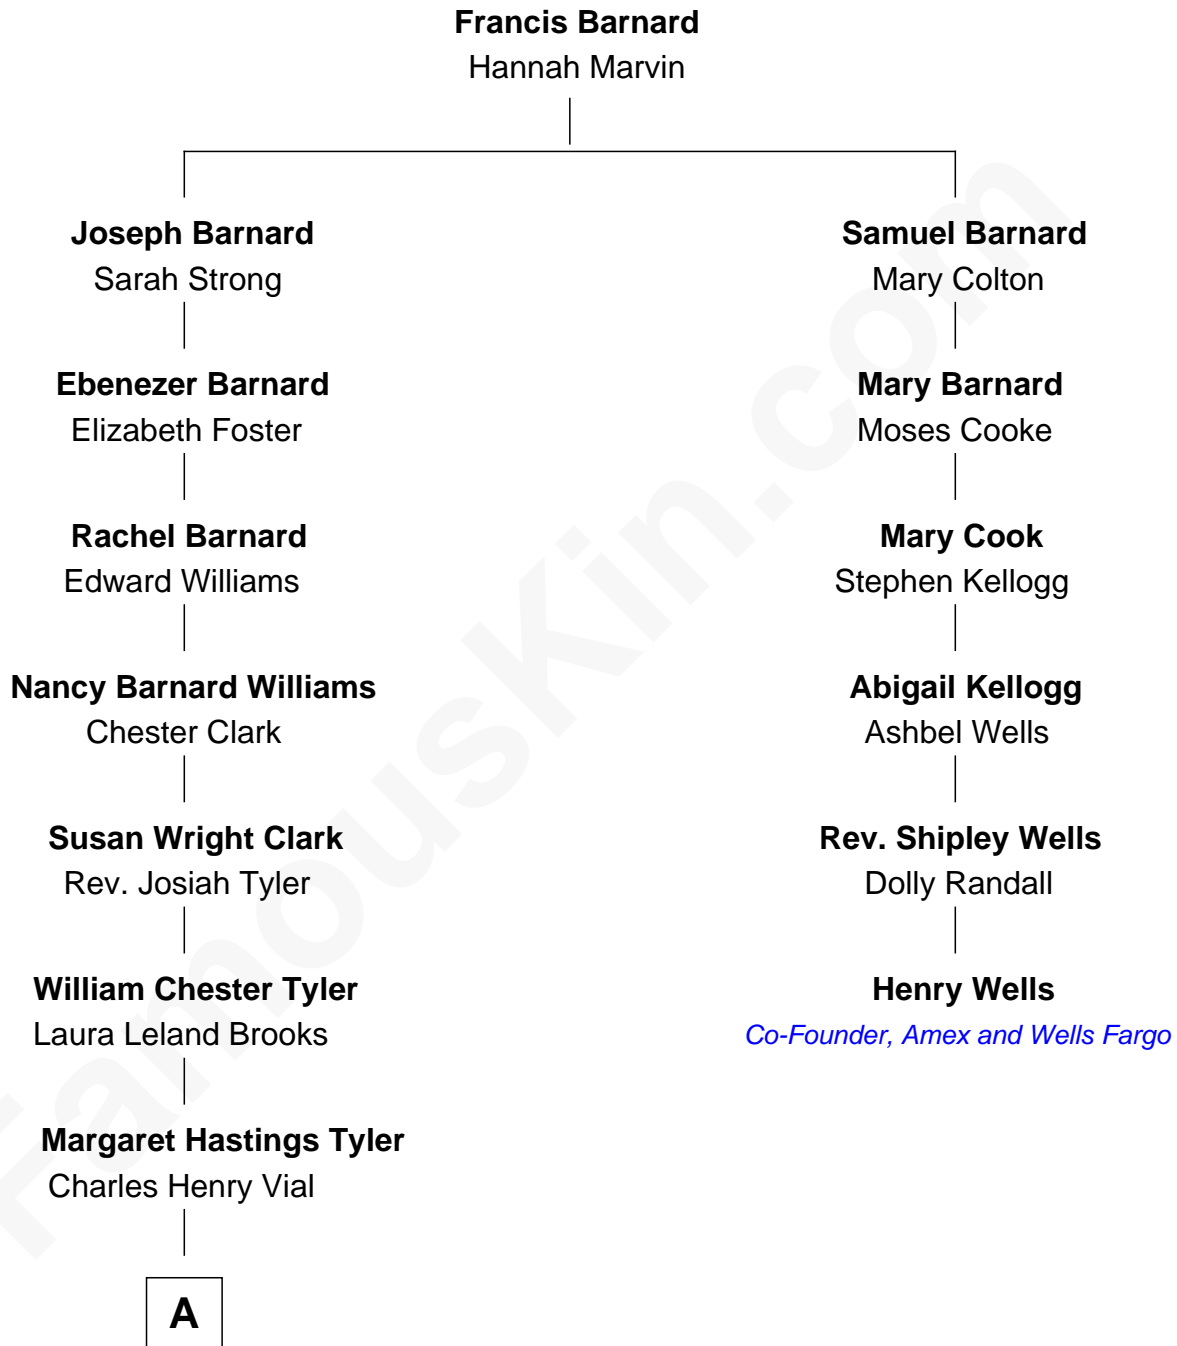 Francis Barnard
Hannah Marvin
Joseph Barnard
Sarah Strong
Samuel Barnard
Mary Colton
Ebenezer Barnard
Elizabeth Foster
Mary Barnard
Moses Cooke
Rachel Barnard
Edward Williams
Mary Cook
Stephen Kellogg
Nancy Barnard Williams
Chester Clark
Abigail Kellogg
Ashbel Wells
Susan Wright Clark
Rev. Josiah Tyler
Rev. Shipley Wells
Dolly Randall
William Chester Tyler
Laura Leland Brooks
Henry Wells
Co-Founder, Amex and Wells Fargo
Margaret Hastings Tyler
Charles Henry Vial
A
FamousKin.com